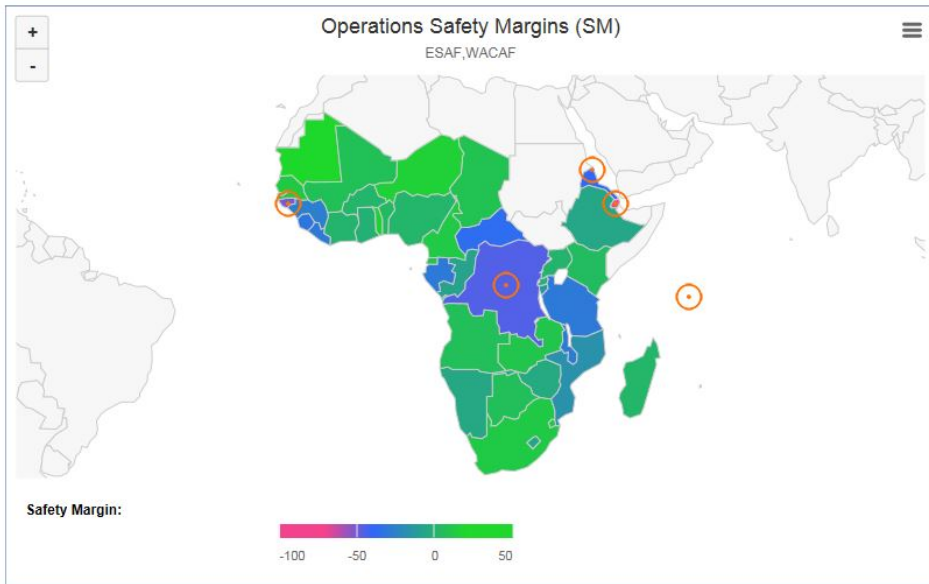 +
-
Operations Safety Margins (SM)
ESAF,WACAF
Safety Margin:
-100 -50 0 50